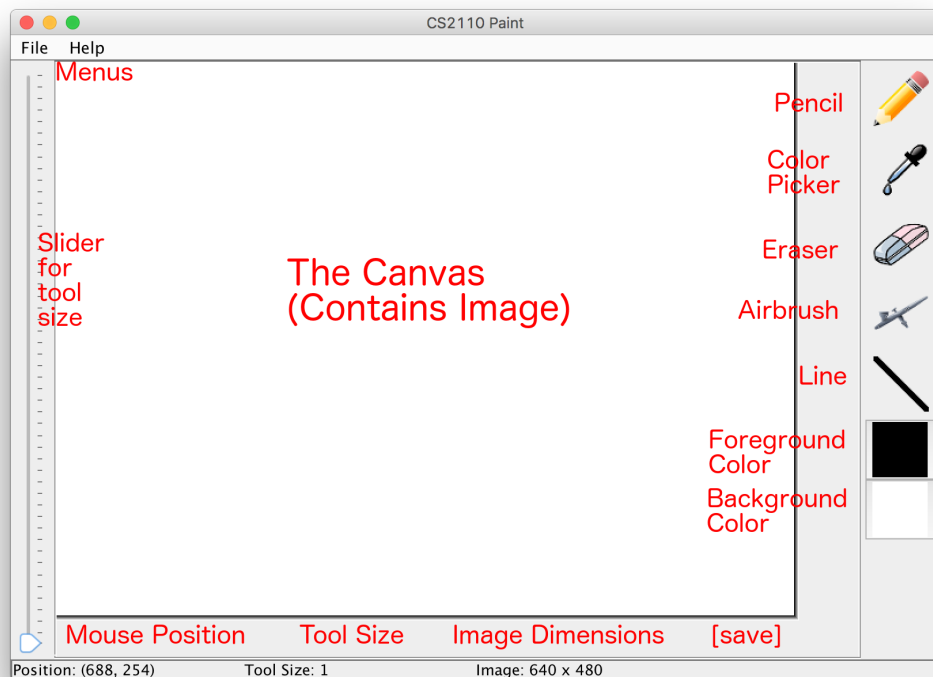 CS2110 Paint
File Help
Menus
Pencil
Color
Picker
Slider
for
tool
size
Eraser
The Canvas
(Contains Image)
Airbrush
Line
Foreground
Color
Background
Color
Mouse Position Tool Size Image Dimensions [save]
Position: (688, 254) Tool Size: 1 Image: 640 x 480